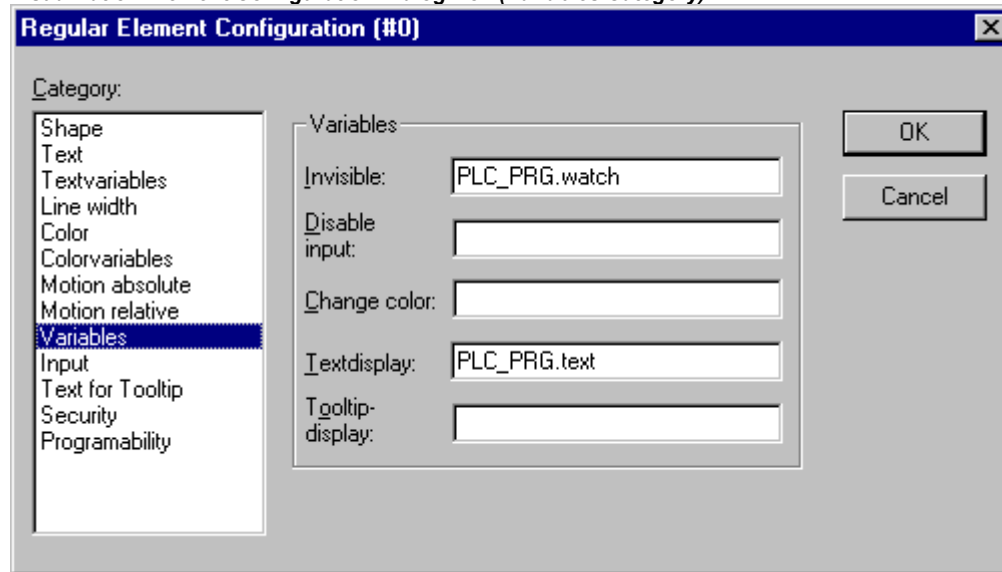 Regular Element Configuration (#0)
Category:
Shape
Text
Textvariables
Line width
Color
Colorvariables
Motion absolute
Motion relative
Variables
Input
Text for Tooltip
Security
Programability
Variables
Invisible:
PLC_PRG.watch
Disable
input:
Change color:
Textdisplay:
PLC_PRG.text
Tooltip-
display:
OK
Cancel